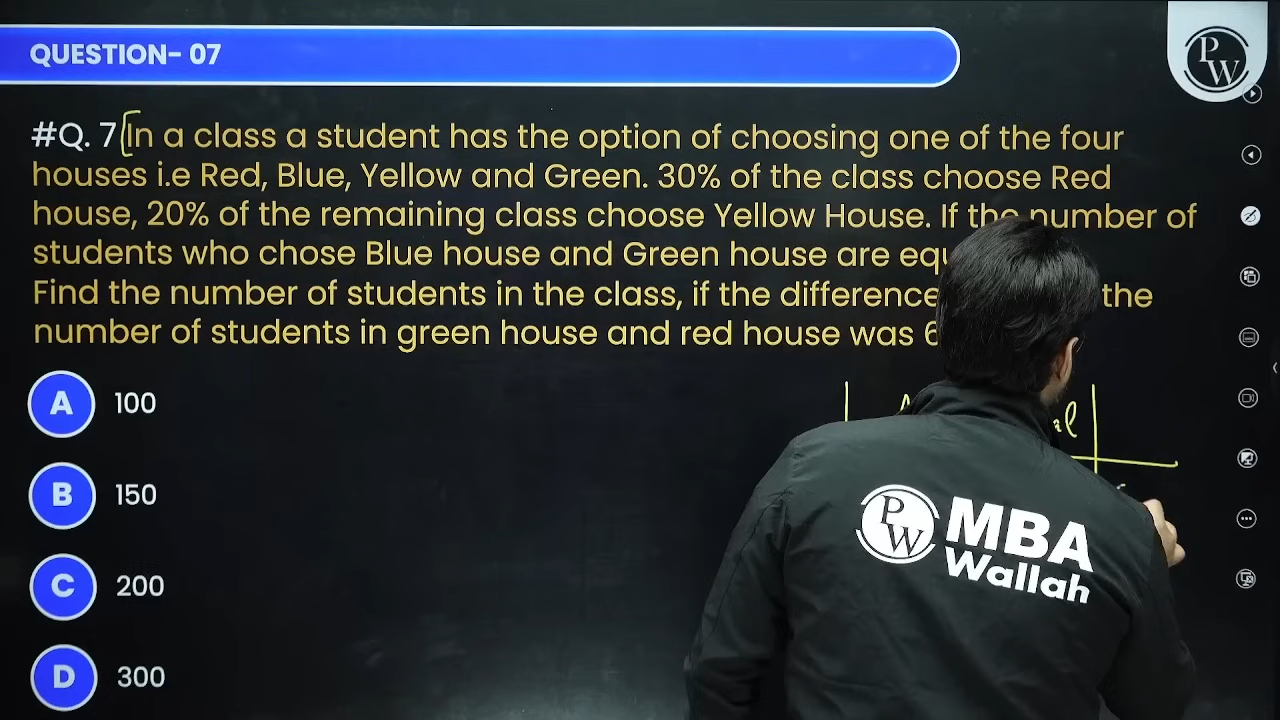 QUESTION- 07
PW
#Q. 7 In a class a student has the option of choosing one of the four
houses i.e Red, Blue, Yellow and Green. 30% of the class choose Red
house, 20% of the remaining class choose Yellow House. If the number of
students who chose Blue house and Green house are
Find the number of students in the class, if the difference the
number of students in green house and red house was
A 100
B 150
C 200
D 300
PW MBA
Wallah